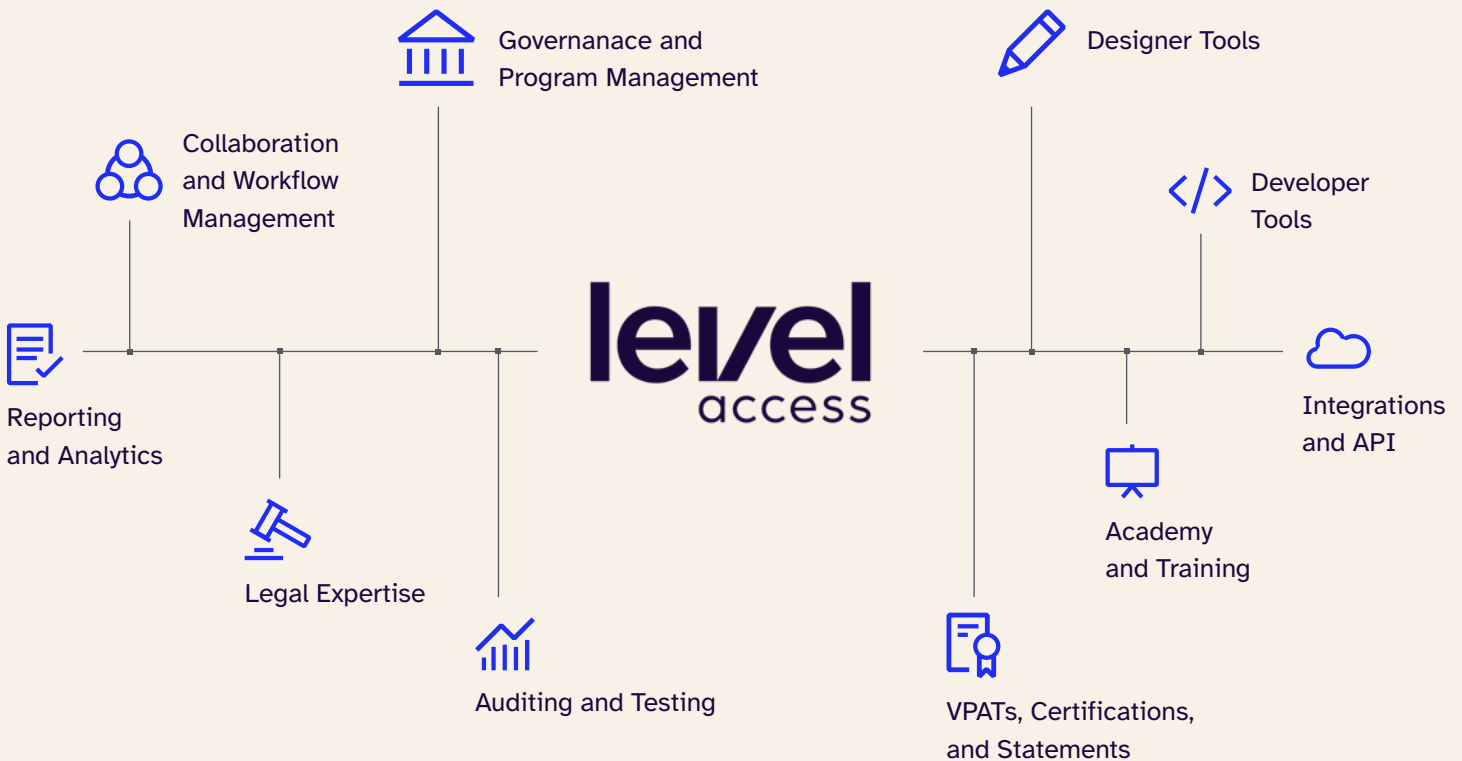 Governanace and
Program Management
Designer Tools
Collaboration
and Workflow
Management
Developer
Tools
level
access
Reporting
and Analytics
Integrations
and API
Legal Expertise
Academy
and Training
Auditing and Testing
VPATs, Certifications,
and Statements